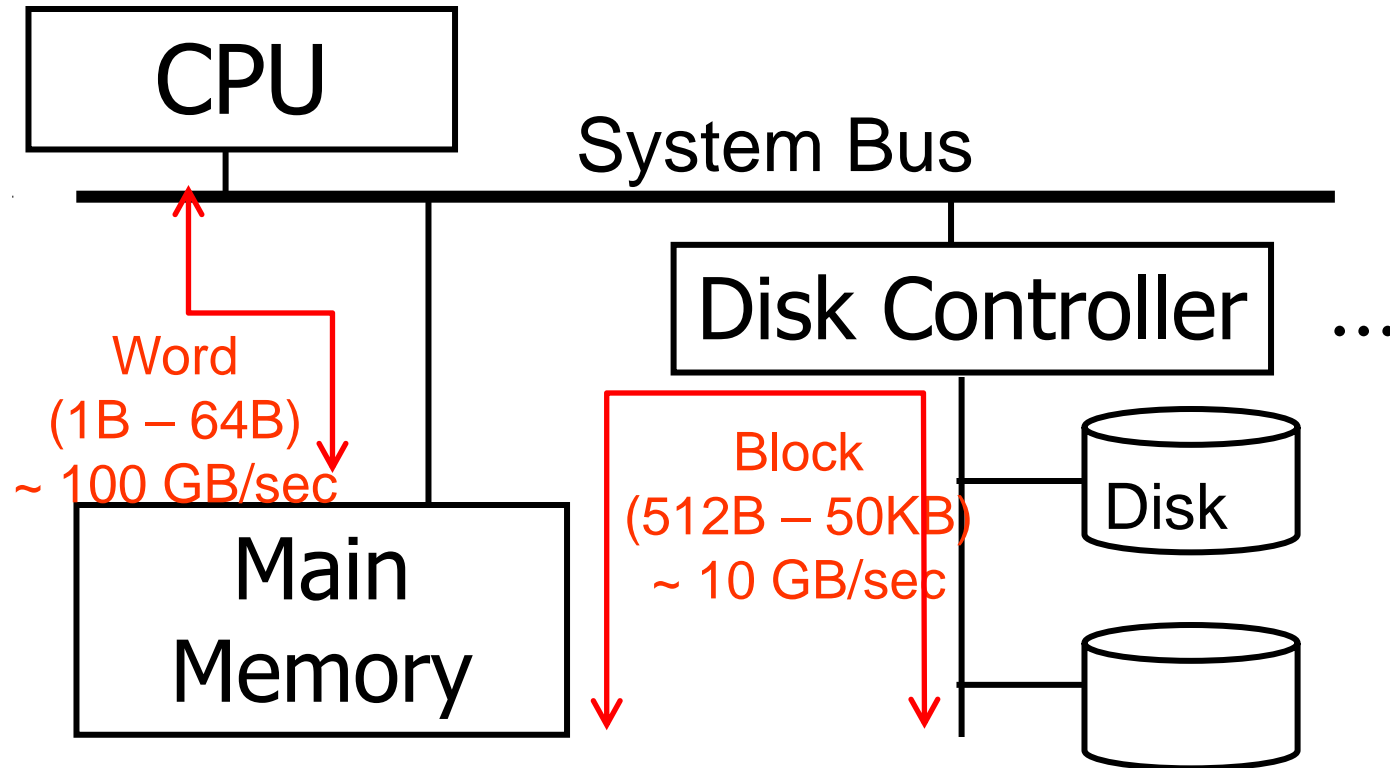 CPU
System Bus
Disk Controller
...
Word
(1B – 64B)
~ 100 GB/sec
Block
(512B – 50KB)
~ 10 GB/sec
Disk
Main
Memory